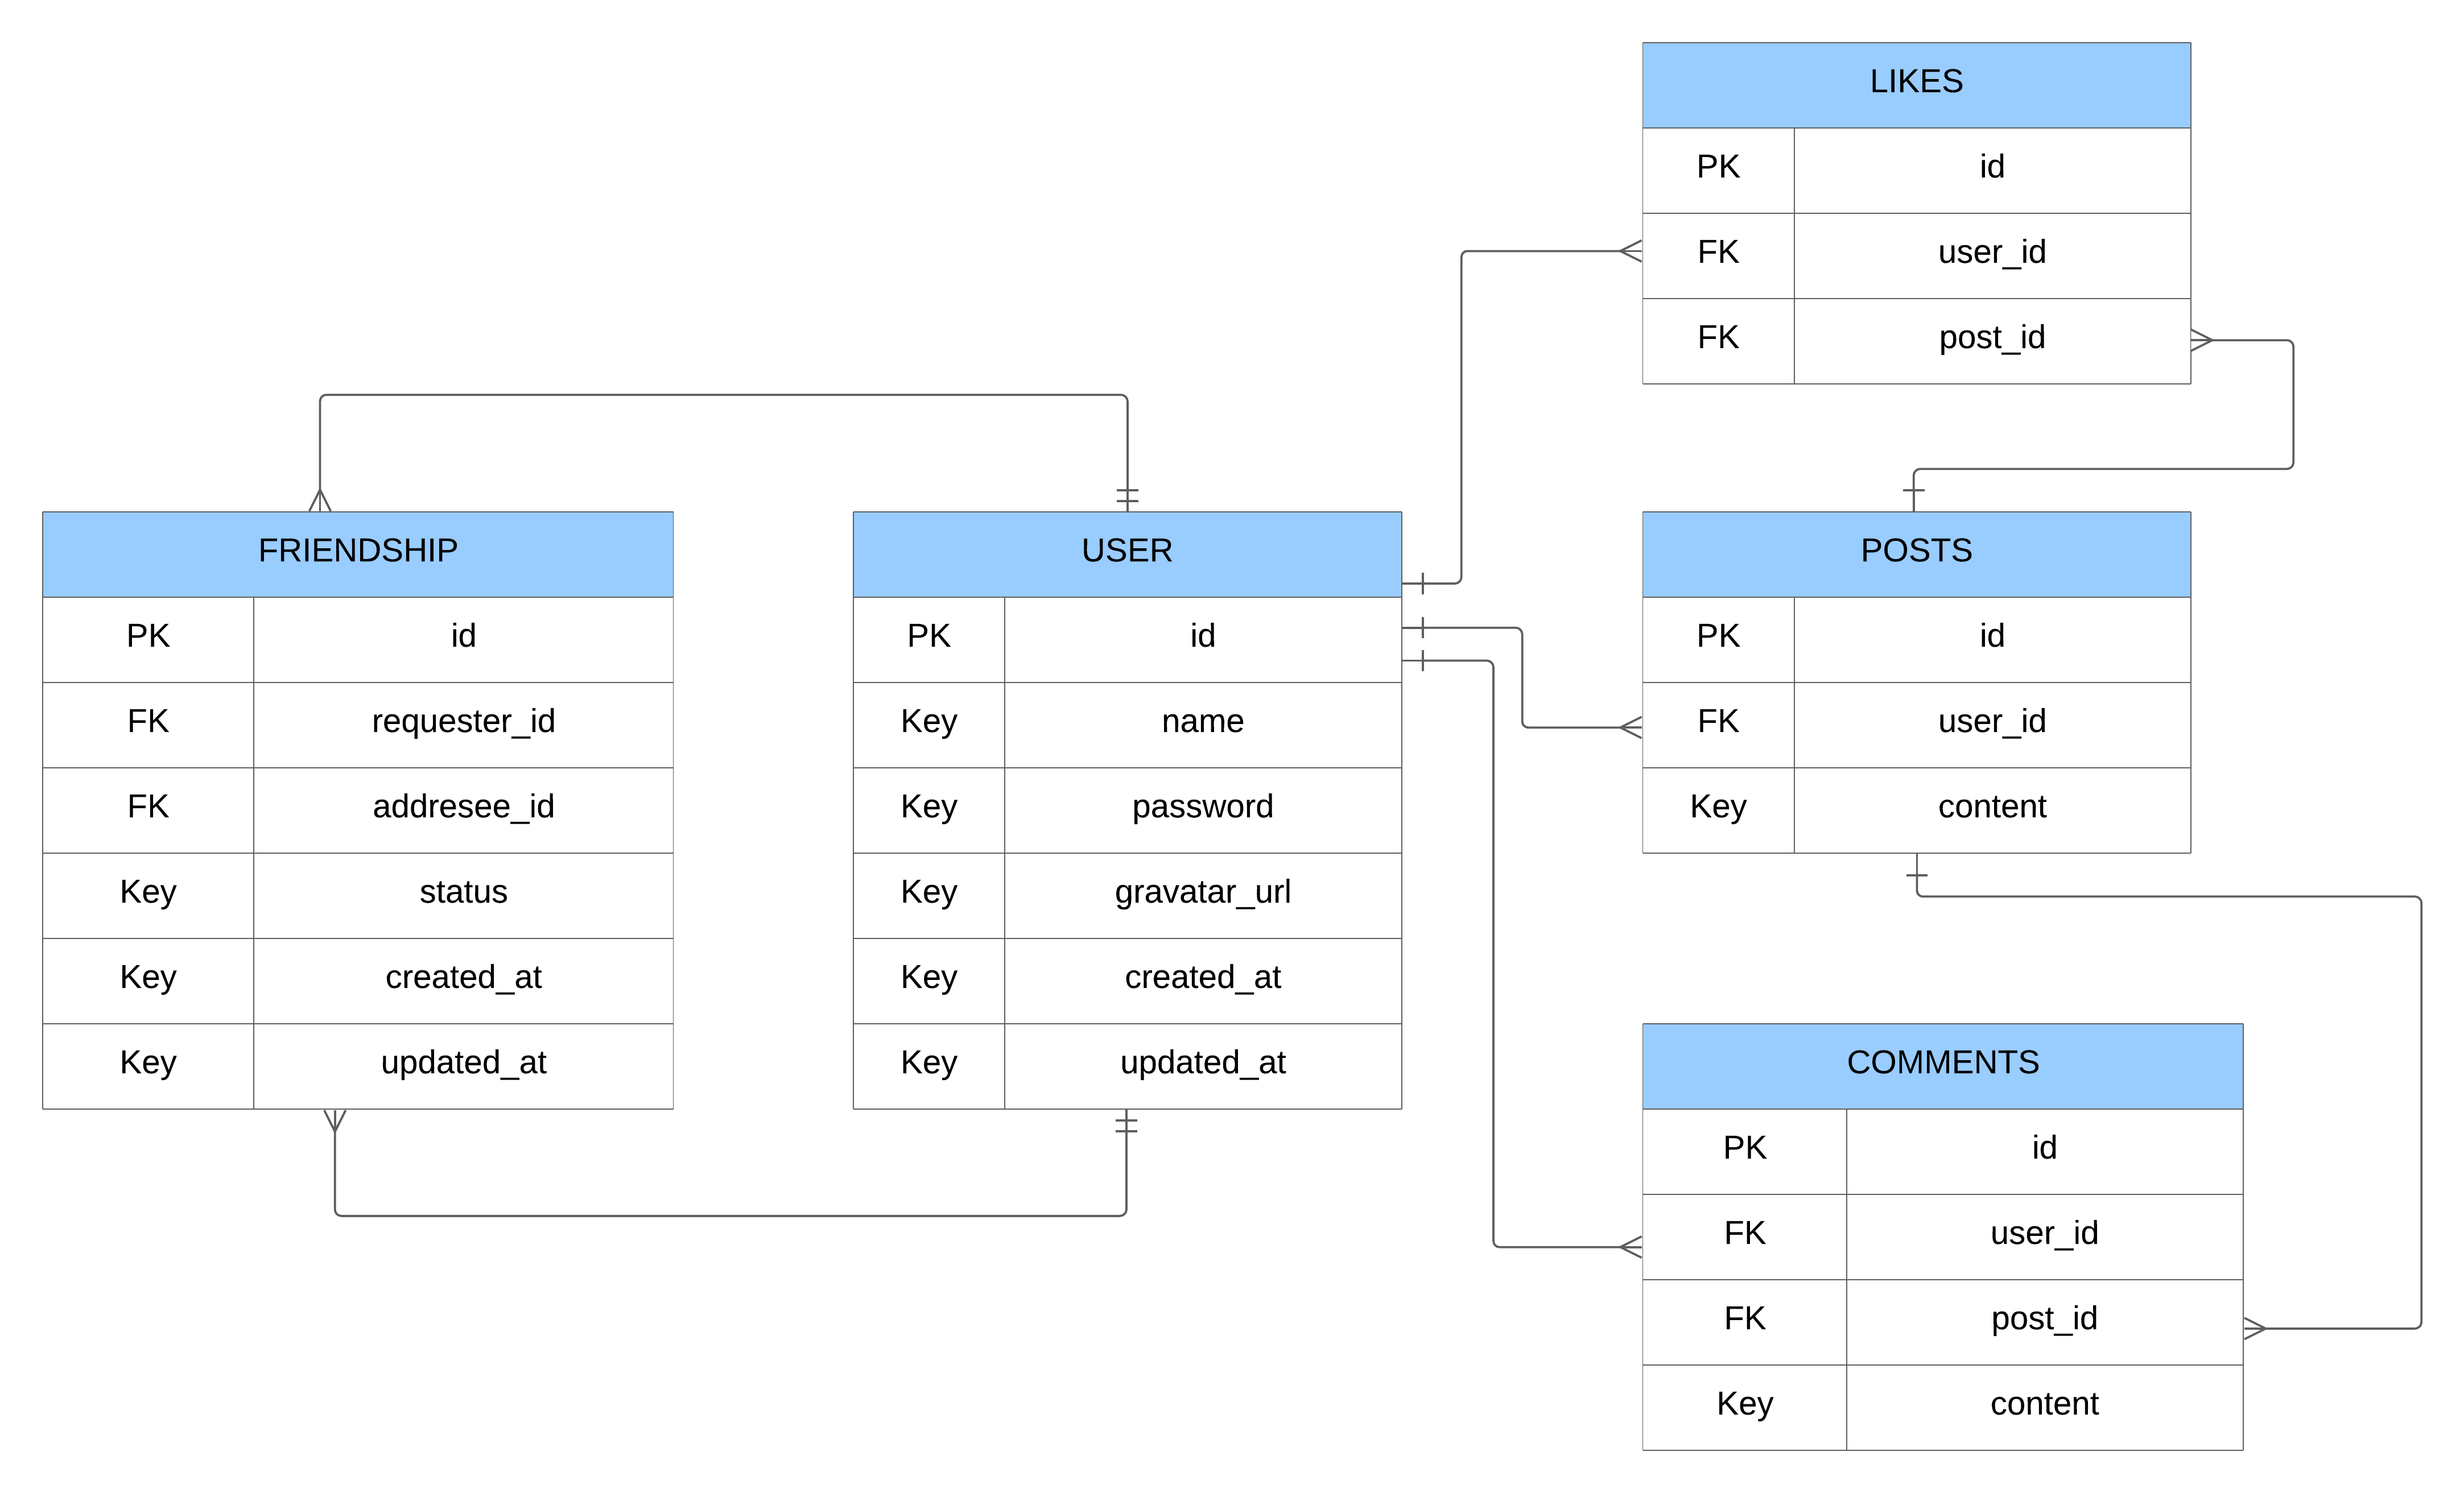 LIKES
PK id
FK user_id
FK post_id
FRIENDSHIP
PK id
FK requester_id
FK addresee_id
Key status
Key created_at
Key updated_at
USER
PK id
Key name
Key password
Key gravatar_url
Key created_at
Key updated_at
POSTS
PK id
FK user_id
Key content
COMMENTS
PK id
FK user_id
FK post_id
Key content